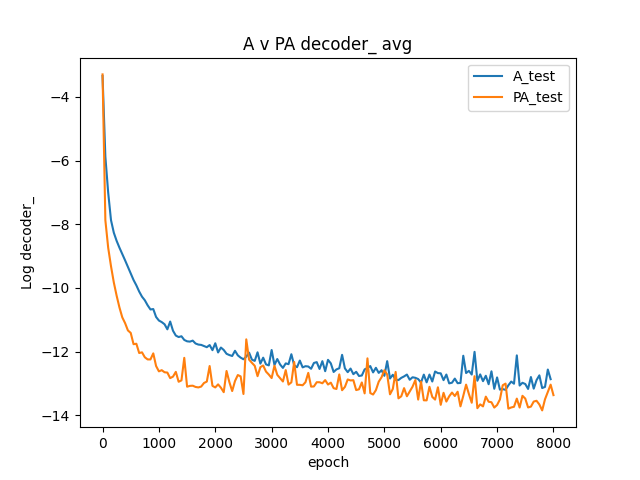 A v PA decoder_ avg
A_test
PA_test
Log decoder_
−4
−6
−8
−10
−12
−14
0 1000 2000 3000 4000 5000 6000 7000 8000
epoch